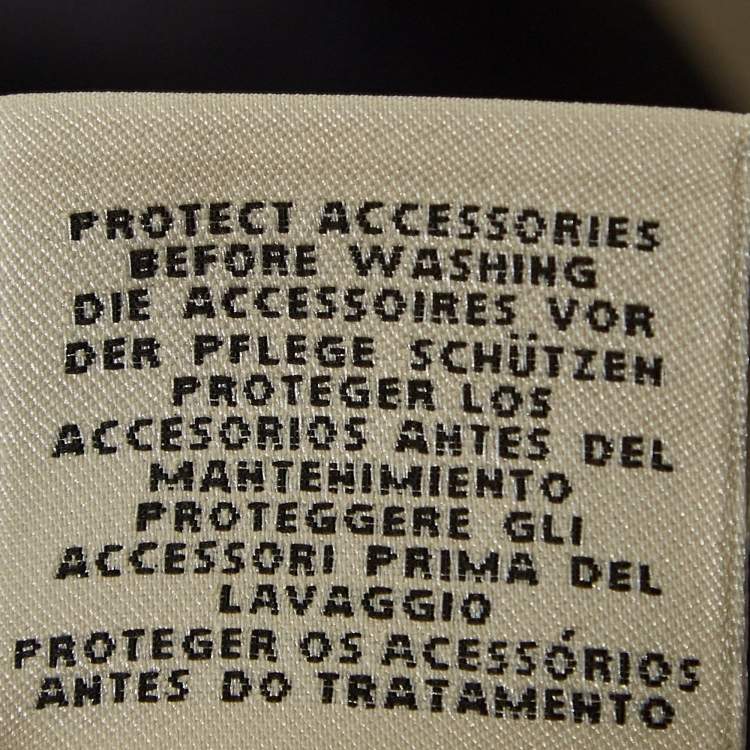 PROTECT ACCESSORIES
BEFORE WASHING
DIE ACCESSOIRES VOR
DER PFLEGE SCHÜTZEN
PROTEGER LOS
ACCESORIOS ANTES DEL
MANTENIMIENTO
PROTEGGERE GLI
ACCESSORI PRIMA DEL
LAVAGGIO
PROTEGER OS ACESSÓRIOS
ANTES DO TRATAMENTO